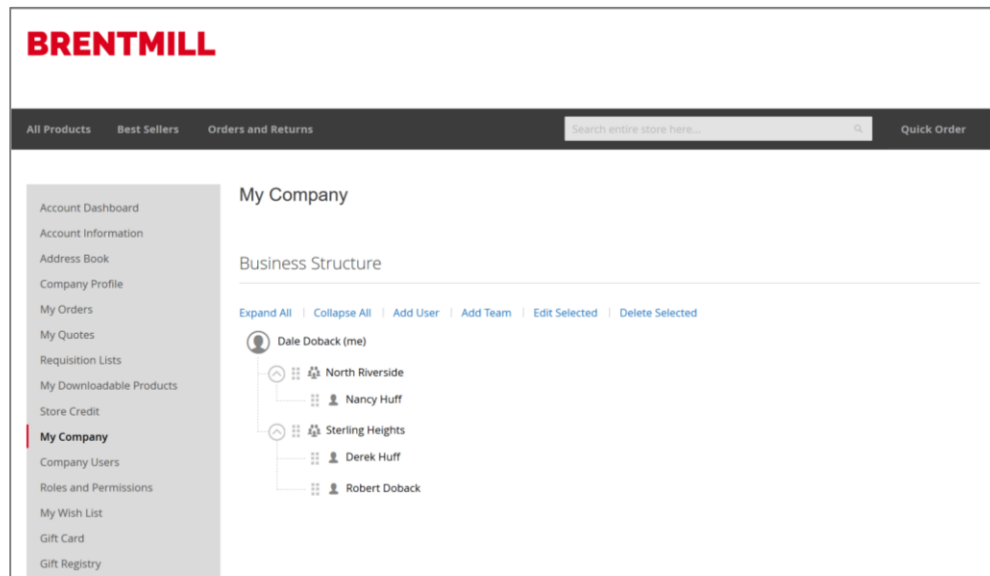 BRENTMILL
All Products Best Sellers Orders and Returns Search entire store here... Quick Order
Account Dashboard
Account Information
Address Book
Company Profile
My Orders
My Quotes
Requisition Lists
My Downloadable Products
Store Credit
My Company
Company Users
Roles and Permissions
My Wish List
Gift Card
Gift Registry
My Company
Business Structure
Expand All | Collapse All | Add User | Add Team | Edit Selected | Delete Selected
Dale Doback (me)
North Riverside
Nancy Huff
Sterling Heights
Derek Huff
Robert Doback